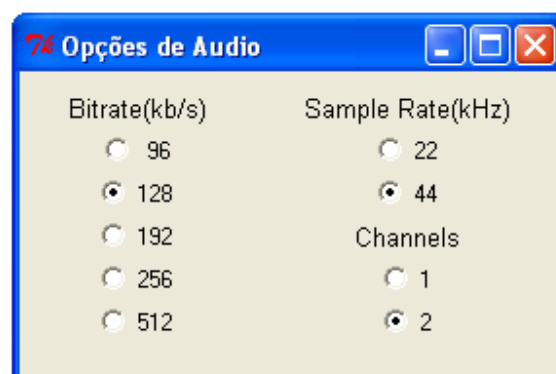 Opções de Audio
Bitrate(kb/s)
96
128
192
256
512
Sample Rate(kHz)
22
44
Channels
1
2